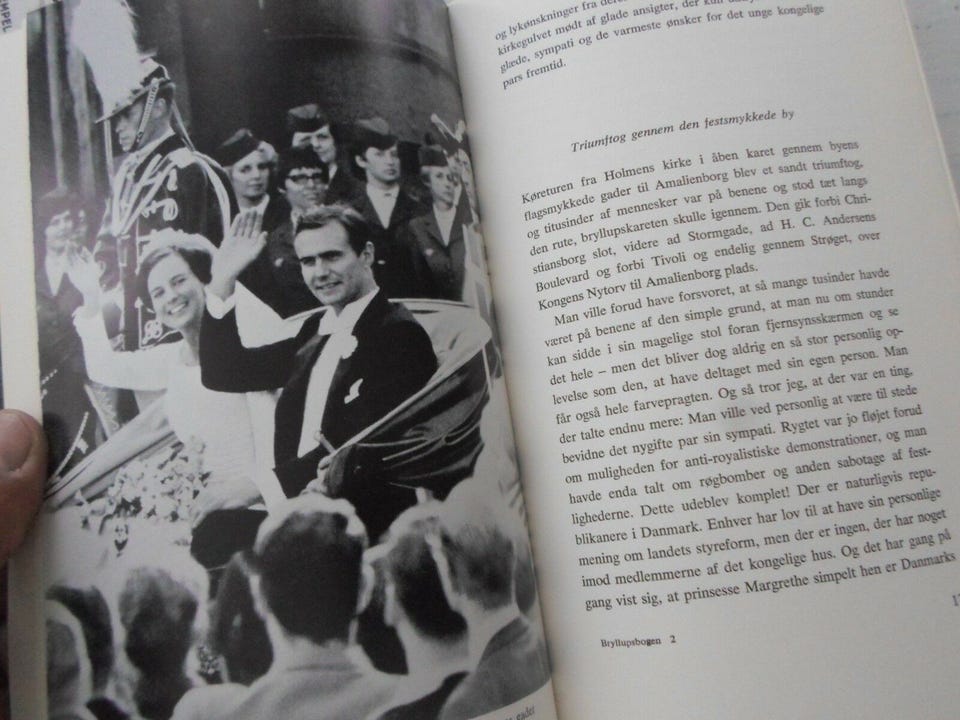 MPEL
og lykønskninger fra
kirkegulvet mødt af glade ansigter, der kun
glæde, sympati og de varmeste ønsker for det unge kongelige
pars fremtid.
Triumftog gennem den festsmykkede by
Køreturen fra Holmens kirke i åben karet gennem byens
flagsmykkede gader til Amalienborg blev et sandt triumftog,
og titusinder af mennesker var på benene og stod tæt langs
den rute, bryllupskareten skulle igennem. Den gik forbi Chri-
stiansborg slot, videre ad Stormgade, ad H. C. Andersens
Boulevard og forbi Tivoli og endelig gennem Strøget, over
Kongens Nytorv til Amalienborg plads.
Man ville forud have forsvoret, at så mange tusinder havde
været på benene af den simple grund, at man nu om stunder
kan sidde i sin magelige stol foran fjernsynsskærmen og se
det hele – men det bliver dog aldrig en så stor personlig op-
levelse som den, at have deltaget med sin egen person. Man
får også hele farvepragten. Og så tror jeg, at der var en ting,
der talte endnu mere: Man ville ved personlig at være til stede
bevidne det nygifte par sin sympati. Rygtet var jo fløjet forud
om muligheden for anti-royalistiske demonstrationer, og man
havde enda talt om røgbomber og anden sabotage af fest-
lighederne. Dette udeblev komplet! Der er naturligvis repu-
blikanere i Danmark. Enhver har lov til at have sin personlige
mening om landets styreform, men der er ingen, der har noget
imod medlemmerne af det kongelige hus. Og det har gang på
gang vist sig, at prinsesse Margrethe simpelt hen er Danmarks
Bryllupsbogen 2
gadet